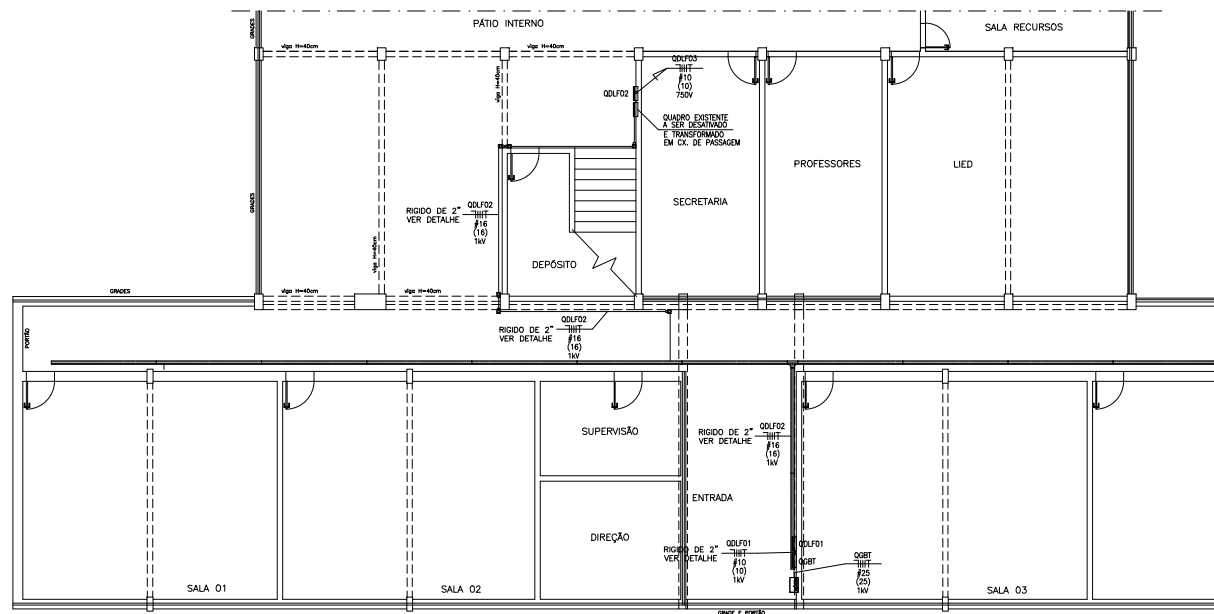 PÁTIO INTERNO
SALA RECURSOS
GRADES
viga H=40cm
viga H=40cm
viga H=40cm
QDLF03
#10
(10)
750V
QDLF02
QUADRO EXISTENTE
A SER DESATIVADO
E TRANSFORMADO
EM CX. DE PASSAGEM
PROFESSORES
LIED
SECRETARIA
GRADES
QDLF02
RIGIDO DE 2"
VER DETALHE
#16
(16)
1kV
viga H=40cm
viga H=40cm
DEPÓSITO
GRADES
viga H=40cm
viga H=40cm
PORTÃO
QDLF02
RIGIDO DE 2"
VER DETALHE
#16
(16)
1kV
SUPERVISÃO
QDLF02
RIGIDO DE 2"
VER DETALHE
#16
(16)
1kV
ENTRADA
DIREÇÃO
QDLF01
RIGIDO DE 2"
VER DETALHE
#10
(10)
1kV
QDLF01
QGBT
QGBT
#25
(25)
1kV
SALA 01
SALA 02
SALA 03
GRADE E PORTÃO